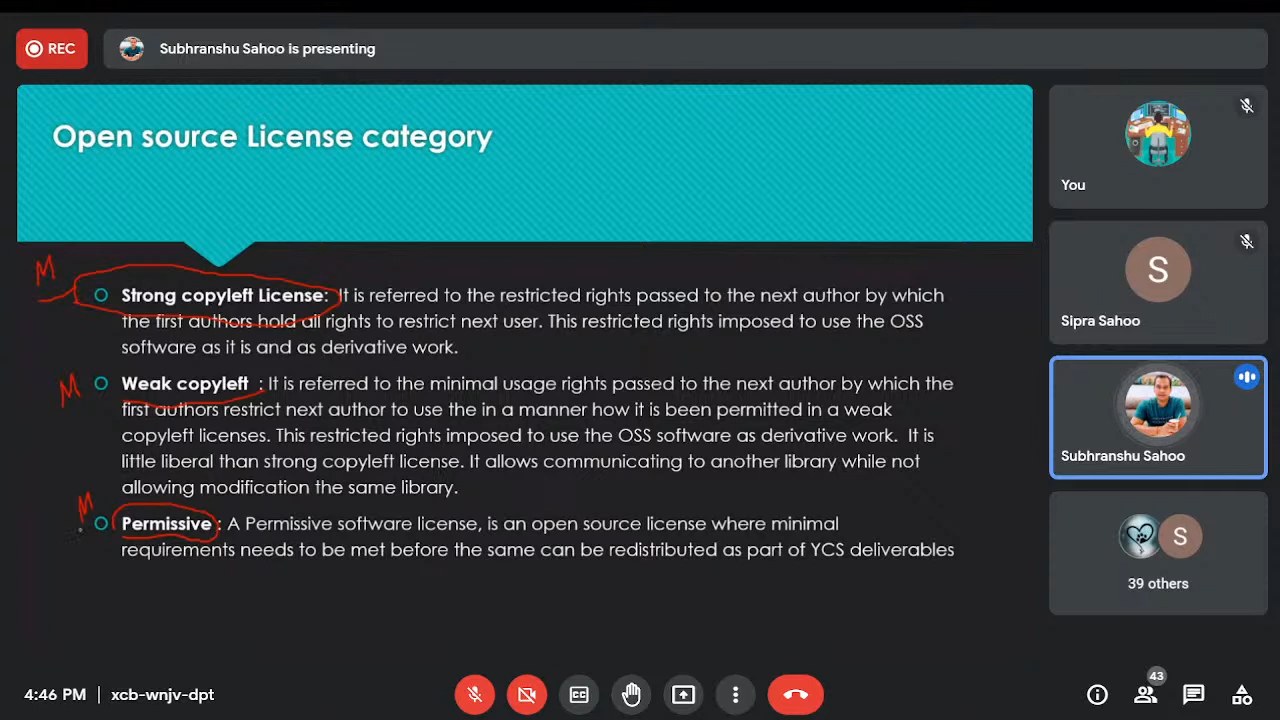 REC
Subhranshu Sahoo is presenting
Open source License category
You
M
Strong copyleft License: It is referred to the restricted rights passed to the next author by which
the first authors hold all rights to restrict next user. This restricted rights imposed to use the OSS
software as it is and as derivative work.
S
Sipra Sahoo
M
Weak copyleft : It is referred to the minimal usage rights passed to the next author by which the
first authors restrict next author to use the in a manner how it is been permitted in a weak
copyleft licenses. This restricted rights imposed to use the OSS software as derivative work. It is
little liberal than strong copyleft license. It allows communicating to another library while not
allowing modification the same library.
Subhranshu Sahoo
M
Permissive : A Permissive software license, is an open source license where minimal
requirements needs to be met before the same can be redistributed as part of YCS deliverables
S
39 others
4:46 PM | xcb-wnjv-dpt
CC
43